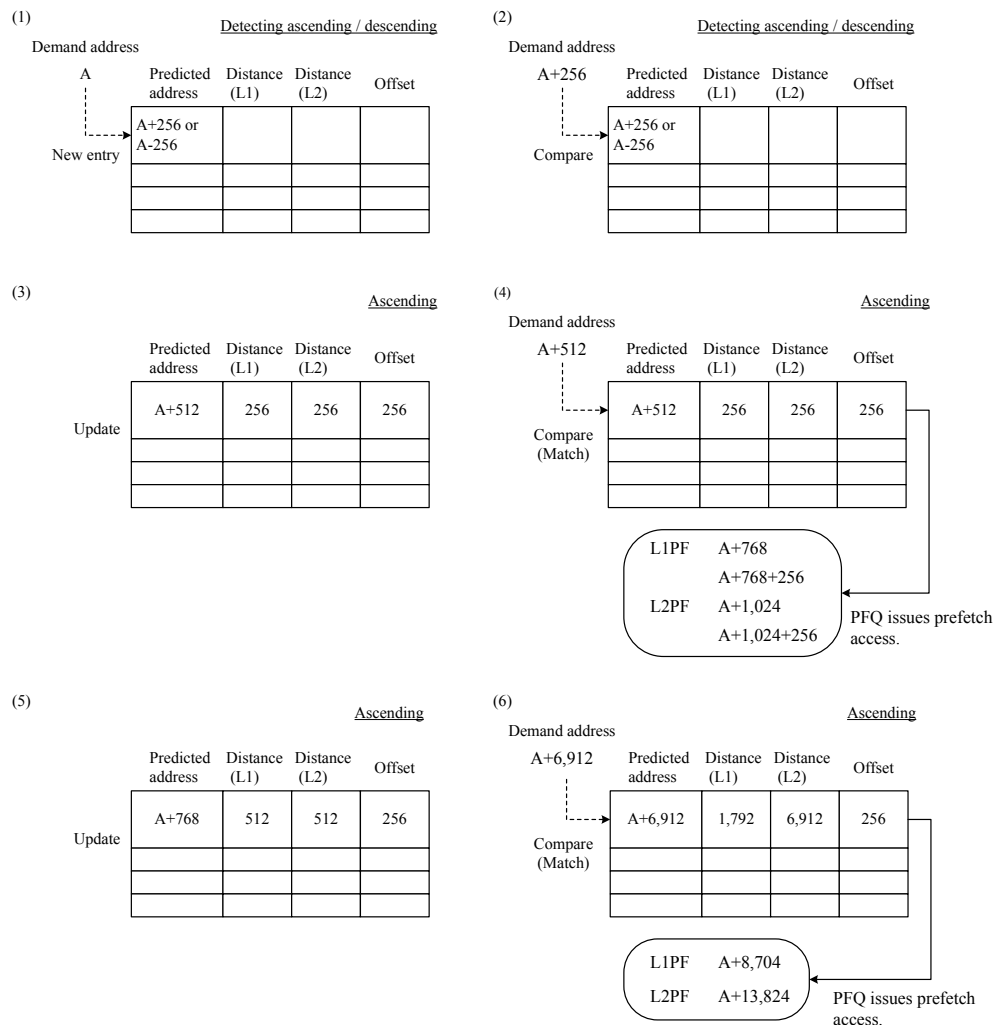 (1)
Detecting ascending / descending
Demand address
A
Predicted address
Distance (L1)
Distance (L2)
Offset
A+256 or
A-256
New entry
(2)
Detecting ascending / descending
Demand address
A+256
Predicted address
Distance (L1)
Distance (L2)
Offset
A+256 or
A-256
Compare
(3)
Ascending
Predicted address
Distance (L1)
Distance (L2)
Offset
Update
A+512 256 256 256
(4)
Ascending
Demand address
A+512
Predicted address
Distance (L1)
Distance (L2)
Offset
A+512 256 256 256
Compare
(Match)
L1PF A+768
A+768+256
L2PF A+1,024
A+1,024+256
PFQ issues prefetch
access.
(5)
Ascending
Predicted address
Distance (L1)
Distance (L2)
Offset
Update
A+768 512 512 256
(6)
Ascending
Demand address
A+6,912
Predicted address
Distance (L1)
Distance (L2)
Offset
A+6,912 1,792 6,912 256
Compare
(Match)
L1PF A+8,704
L2PF A+13,824
PFQ issues prefetch
access.